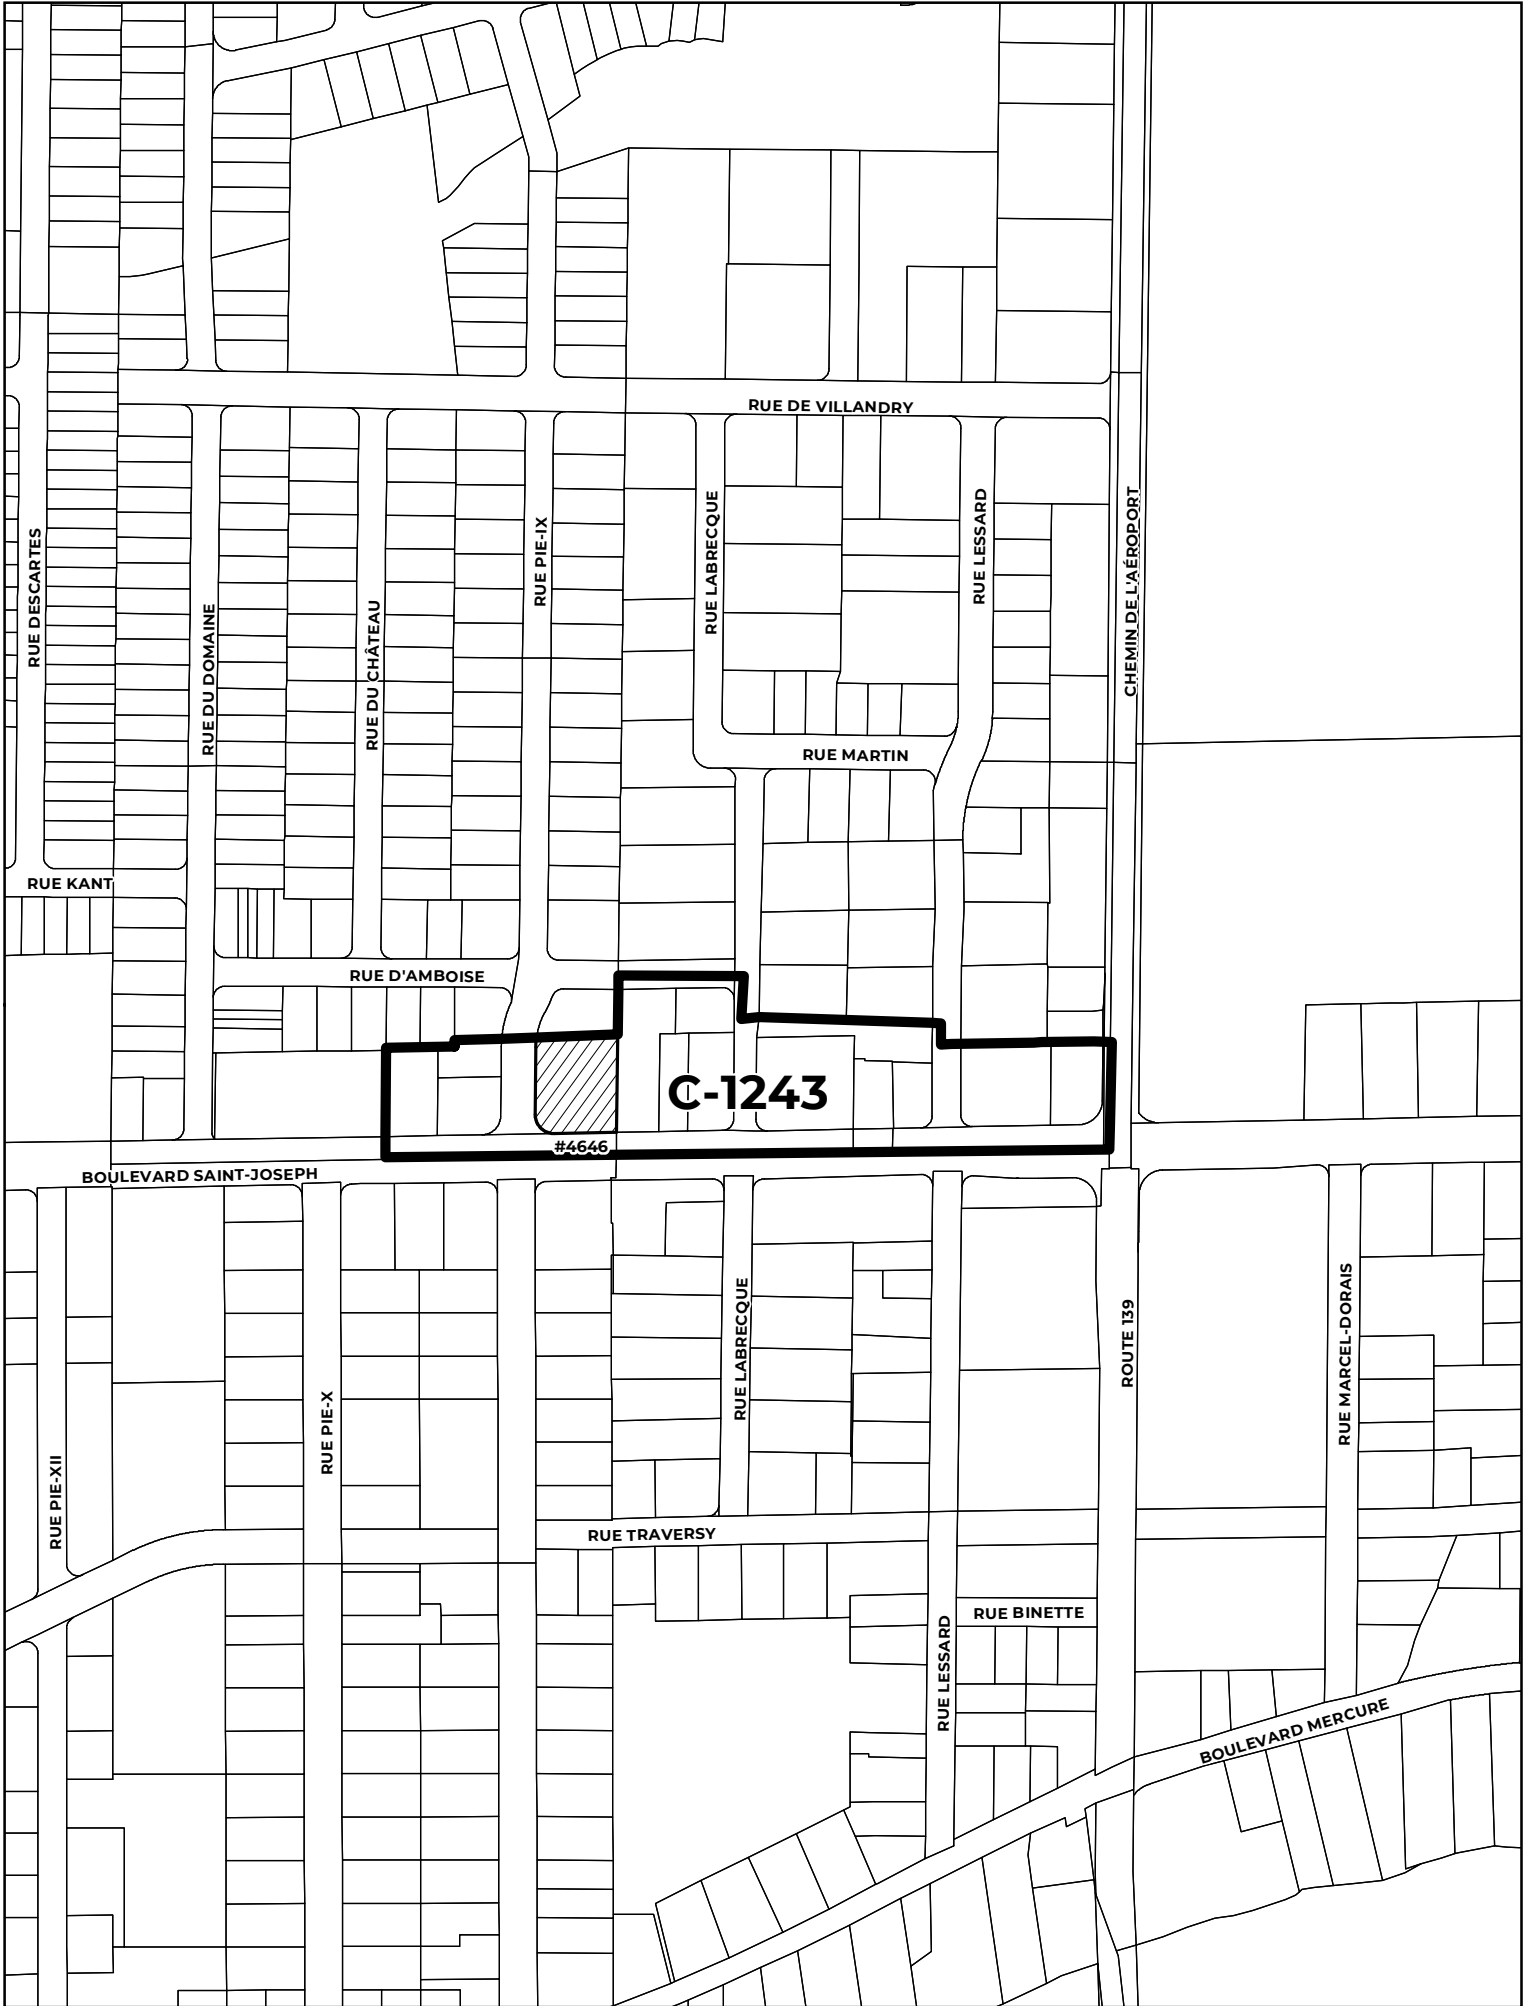 RUE DE VILLANDRY
RUE DESCARTES
RUE DU DOMAINE
RUE DU CHÂTEAU
RUE PIE-IX
RUE LABRECQUE
RUE LESSARD
CHEMIN DE L'AÉROPORT
RUE MARTIN
RUE KANT
RUE D'AMBOISE
C-1243
#4646
BOULEVARD SAINT-JOSEPH
RUE PIE-XII
RUE PIE-X
RUE LABRECQUE
ROUTE 139
RUE MARCEL-DORAIS
RUE TRAVERSY
RUE BINETTE
RUE LESSARD
BOULEVARD MERCURE